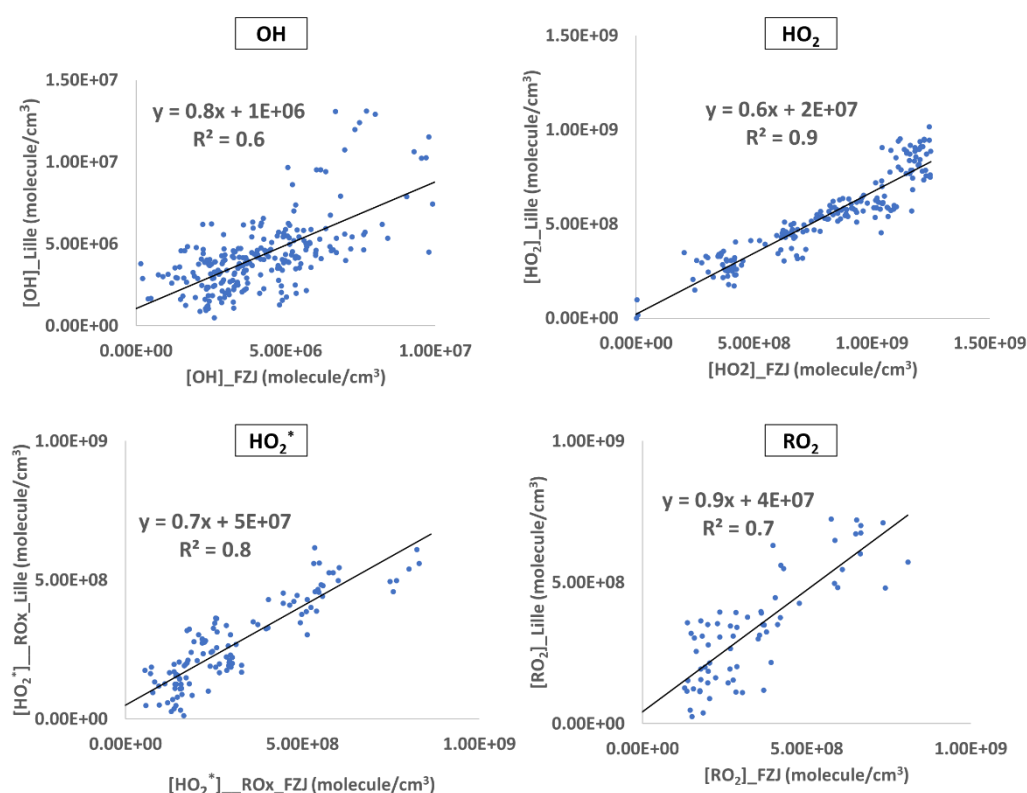 OH
1.50E+07
1.00E+07
5.00E+06
0.00E+00
[OH]_Lille (molecule/cm³)
y = 0.8x + 1E+06
R² = 0.6
0.00E+00 5.00E+06 1.00E+07
[OH]_FZJ (molecule/cm³)
HO₂
1.50E+09
1.00E+09
5.00E+08
0.00E+00
[HO₂]_Lille (molecule/cm³)
y = 0.6x + 2E+07
R² = 0.9
0.00E+00 5.00E+08 1.00E+09 1.50E+09
[HO2]_FZJ (molecule/cm³)
HO₂*
1.00E+09
5.00E+08
0.00E+00
[HO₂*]__ROx_Lille (molecule/cm³)
y = 0.7x + 5E+07
R² = 0.8
0.00E+00 5.00E+08 1.00E+09
[HO₂*]__ROx_FZJ (molecule/cm³)
RO₂
1.00E+09
5.00E+08
0.00E+00
[RO₂]_Lille (molecule/cm³)
y = 0.9x + 4E+07
R² = 0.7
0.00E+00 5.00E+08 1.00E+09
[RO₂]_FZJ (molecule/cm³)